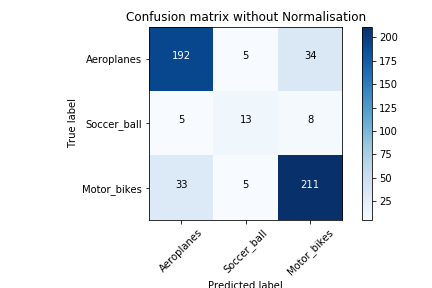 Confusion matrix without Normalisation
True label
Aeroplanes
Soccer_ball
Motor_bikes
192 5 34
5 13 8
33 5 211
Aeroplanes Soccer_ball Motor_bikes
Predicted label
200
175
150
125
100
75
50
25